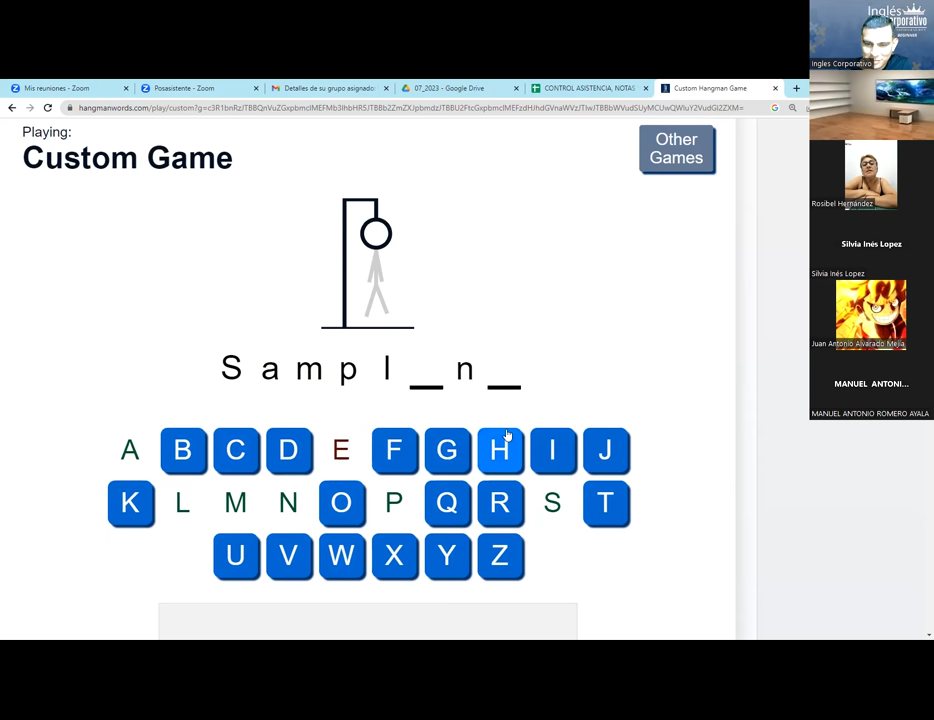 Inglés
Corporativo
BEGINNER
Ingles Corporativo
Mis reuniones - Zoom
Posasistente - Zoom
Detalles de su grupo asignado:
07_2023 - Google Drive
CONTROL ASISTENCIA, NOTAS
Custom Hangman Game
Playing:
Custom Game
Other
Games
Rosibel Hernández
Silvia Inés Lopez
Silvia Inés Lopez
Juan Antonio Alvarado Mejia
MANUEL ANTONI...
MANUEL ANTONIO ROMERO AYALA
S a m p l _ n _
A B C D E F G H I J
K L M N O P Q R S T
U V W X Y Z